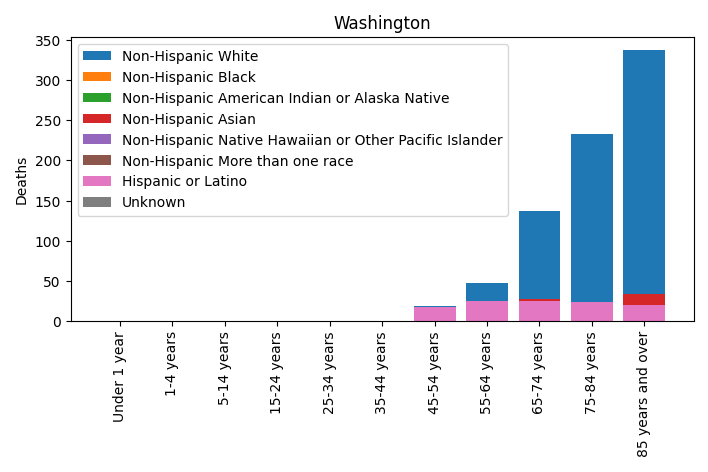 Washington
Deaths
350
300
250
200
150
100
50
0
Non-Hispanic White
Non-Hispanic Black
Non-Hispanic American Indian or Alaska Native
Non-Hispanic Asian
Non-Hispanic Native Hawaiian or Other Pacific Islander
Non-Hispanic More than one race
Hispanic or Latino
Unknown
Under 1 year
1-4 years
5-14 years
15-24 years
25-34 years
35-44 years
45-54 years
55-64 years
65-74 years
75-84 years
85 years and over